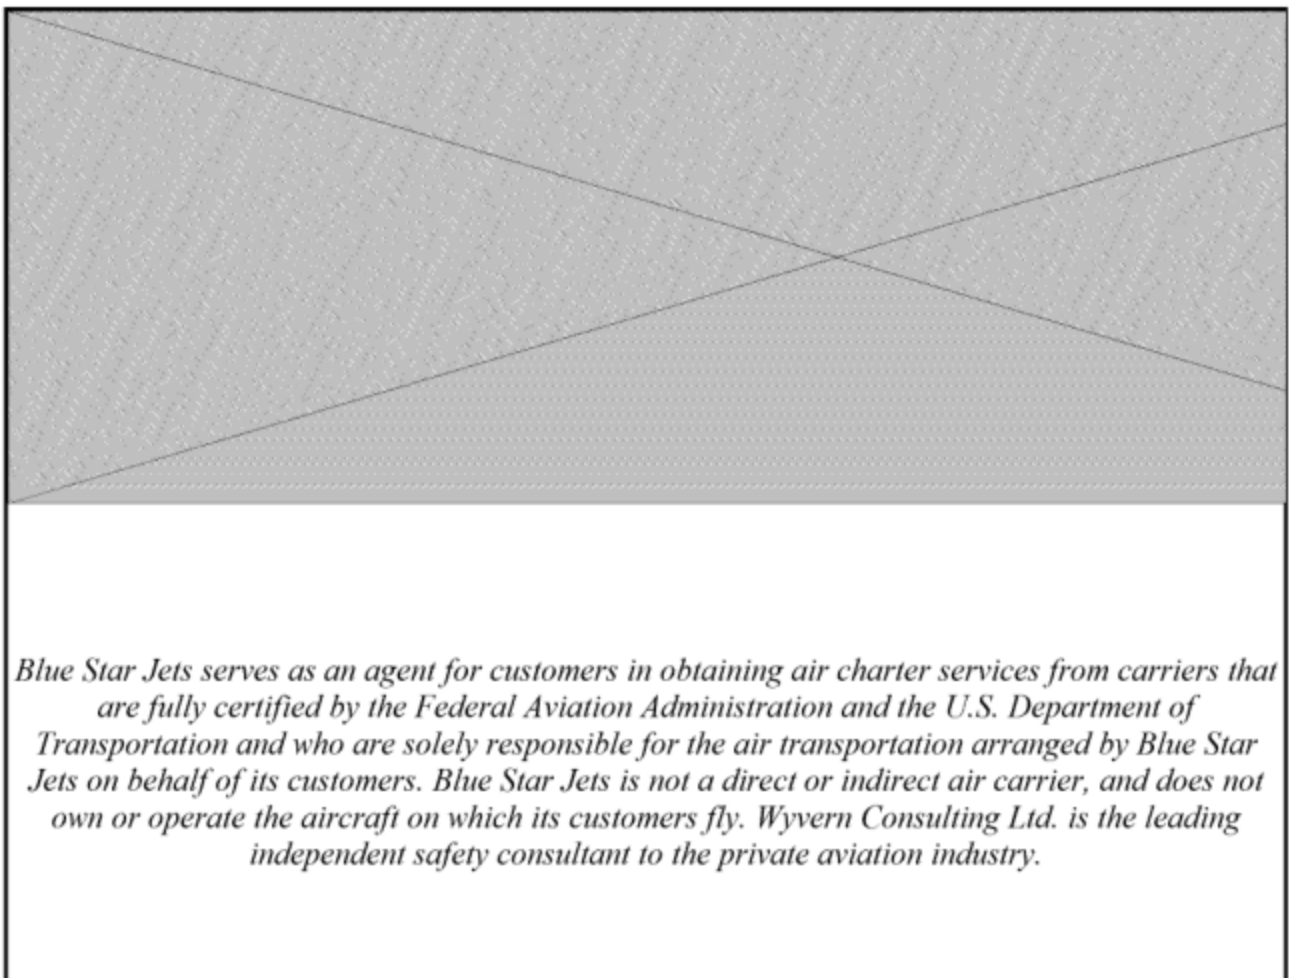 Blue Star Jets serves as an agent for customers in obtaining air charter services from carriers that
are fully certified by the Federal Aviation Administration and the U.S. Department of
Transportation and who are solely responsible for the air transportation arranged by Blue Star
Jets on behalf of its customers. Blue Star Jets is not a direct or indirect air carrier, and does not
own or operate the aircraft on which its customers fly. Wyvern Consulting Ltd. is the leading
independent safety consultant to the private aviation industry.